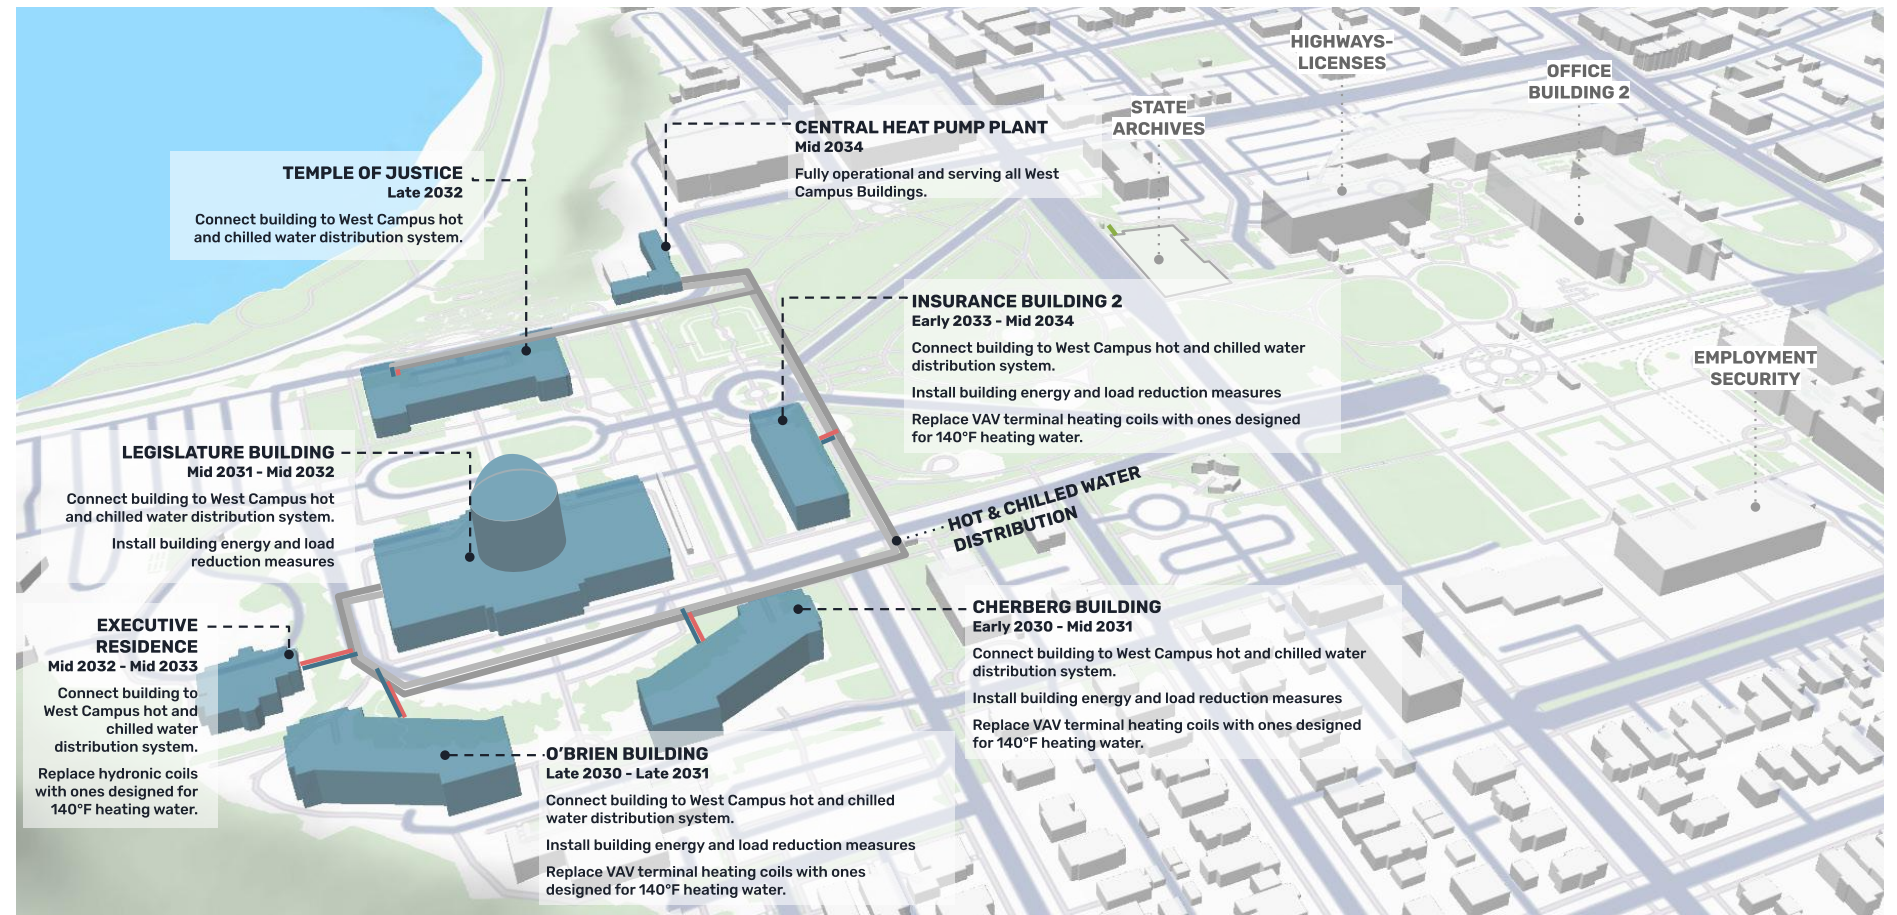 HIGHWAYS-
LICENSES
OFFICE
BUILDING 2
STATE
ARCHIVES
CENTRAL HEAT PUMP PLANT
Mid 2034
Fully operational and serving all West
Campus Buildings.
TEMPLE OF JUSTICE
Late 2032
Connect building to West Campus hot
and chilled water distribution system.
INSURANCE BUILDING 2
Early 2033 - Mid 2034
Connect building to West Campus hot and chilled water
distribution system.
Install building energy and load reduction measures
Replace VAV terminal heating coils with ones designed
for 140°F heating water.
EMPLOYMENT
SECURITY
LEGISLATURE BUILDING
Mid 2031 - Mid 2032
Connect building to West Campus hot
and chilled water distribution system.
Install building energy and load
reduction measures
HOT & CHILLED WATER
DISTRIBUTION
EXECUTIVE
RESIDENCE
Mid 2032 - Mid 2033
Connect building to
West Campus hot and
chilled water
distribution system.
Replace hydronic coils
with ones designed for
140°F heating water.
CHERBERG BUILDING
Early 2030 - Mid 2031
Connect building to West Campus hot and chilled water
distribution system.
Install building energy and load reduction measures
Replace VAV terminal heating coils with ones designed
for 140°F heating water.
O'BRIEN BUILDING
Late 2030 - Late 2031
Connect building to West Campus hot and chilled
water distribution system.
Install building energy and load reduction measures
Replace VAV terminal heating coils with ones
designed for 140°F heating water.